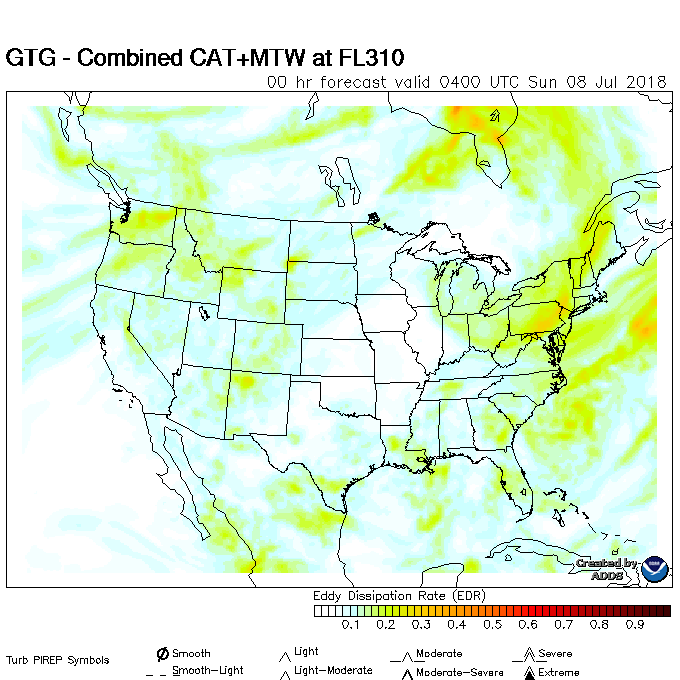 GTG - Combined CAT+MTW at FL310
00 hr forecast valid 0400 UTC Sun 08 Jul 2018
Created by
ADDS
Eddy Dissipation Rate (EDR)
0.1 0.2 0.3 0.4 0.5 0.6 0.7 0.8 0.9
Turb PIREP Symbols
Smooth Light Moderate Severe
Smooth-Light Light-Moderate Moderate-Severe Extreme